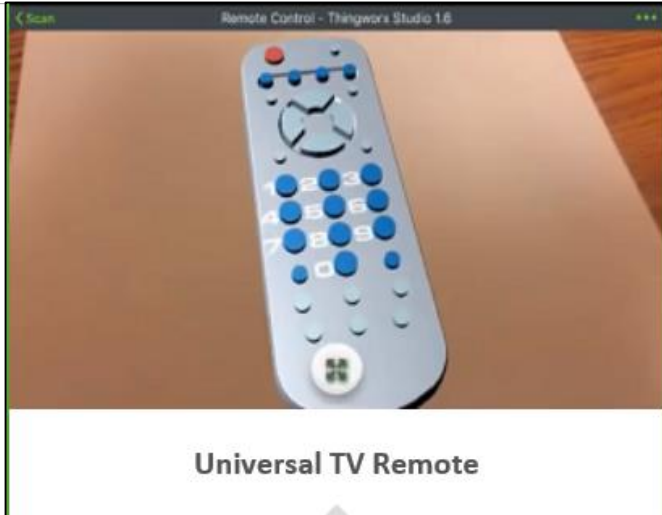 Scan
Remote Control - Thingworx Studio 1.6
1 2 3
4 5 6
7 8 9
0
Universal TV Remote